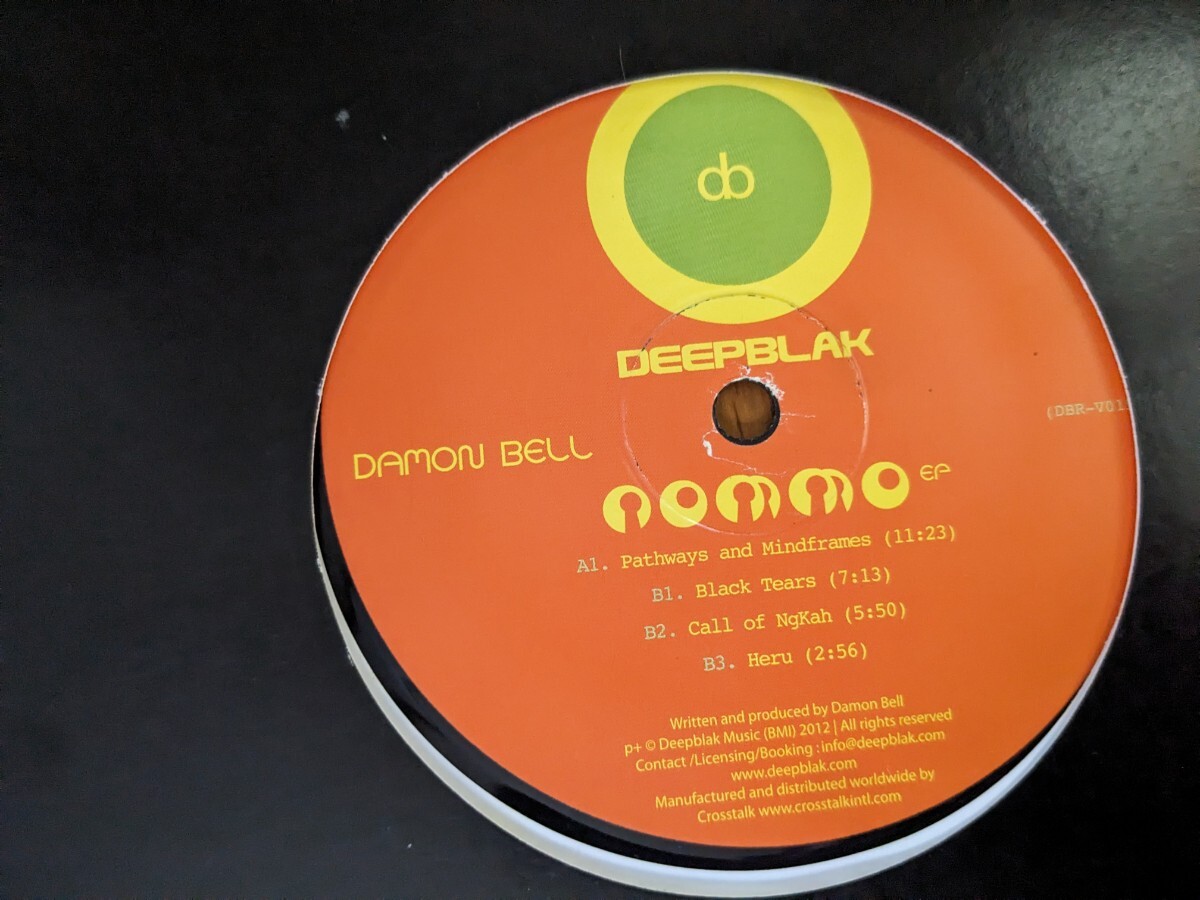 db
DEEPBLAK
(DBR-V01
DAMON BELL
nommo EP
A1. Pathways and Mindframes (11:23)
B1. Black Tears (7:13)
B2. Call of NgKah (5:50)
B3. Heru (2:56)
Written and produced by Damon Bell
p+ © Deepblak Music (BMI) 2012 | All rights reserved
Contact /Licensing/Booking : info@deepblak.com
www.deepblak.com
Manufactured and distributed worldwide by
Crosstalk www.crosstalkintl.com